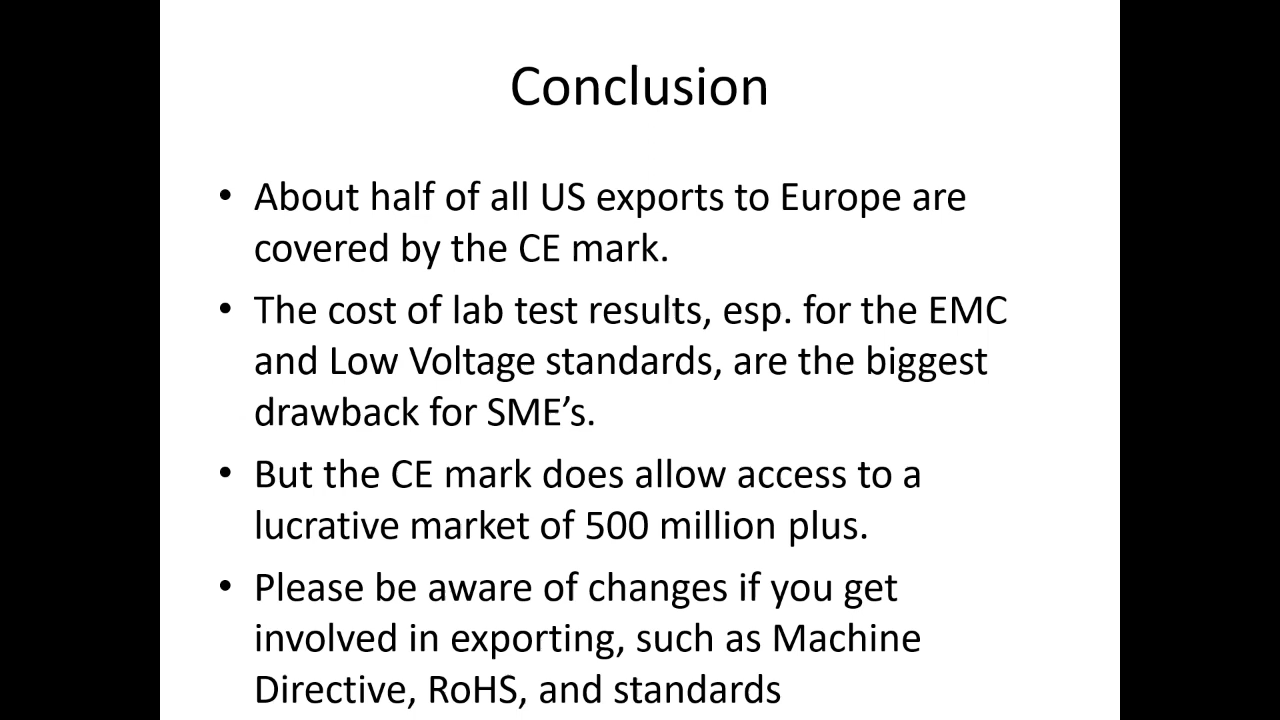 Conclusion
• About half of all US exports to Europe are
covered by the CE mark.
• The cost of lab test results, esp. for the EMC
and Low Voltage standards, are the biggest
drawback for SME’s.
• But the CE mark does allow access to a
lucrative market of 500 million plus.
• Please be aware of changes if you get
involved in exporting, such as Machine
Directive, RoHS, and standards